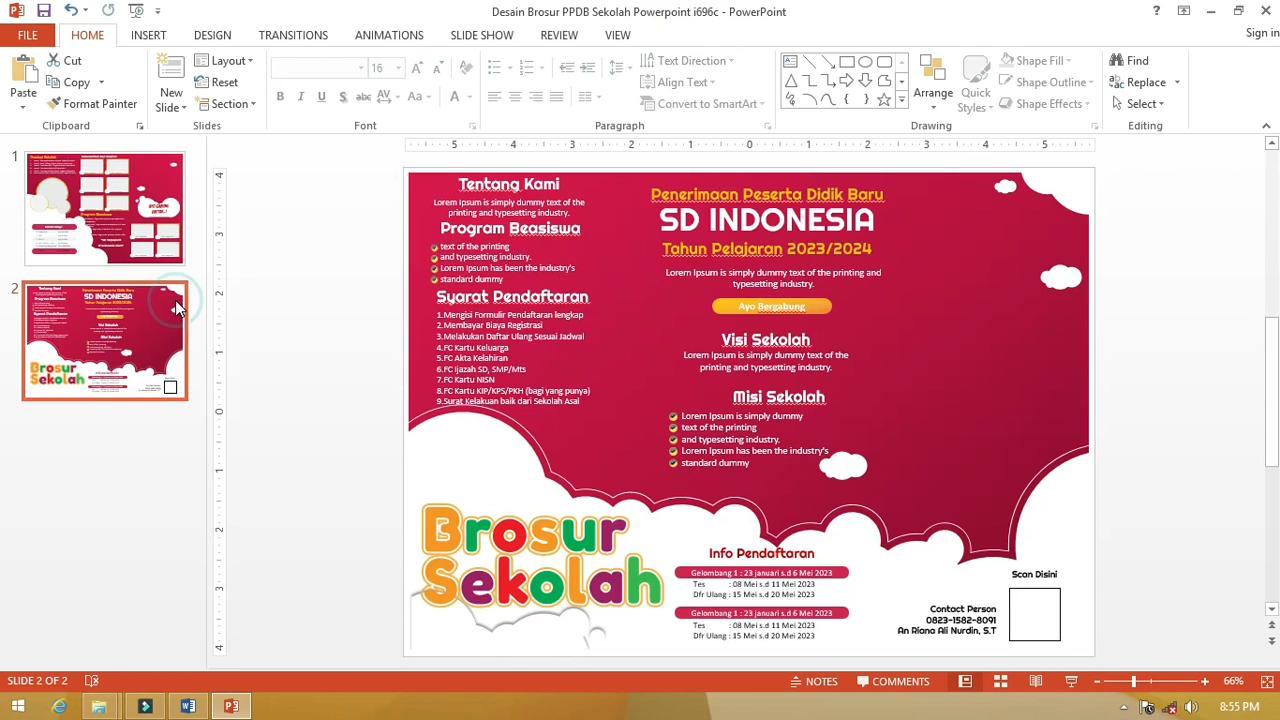 Desain Brosur PPDB Sekolah Powerpoint i696c - PowerPoint
FILE HOME INSERT DESIGN TRANSITIONS ANIMATIONS SLIDE SHOW REVIEW VIEW Sign in
Paste
Cut
Copy
Format Painter
Clipboard
New
Slide
Layout
Reset
Section
Slides
16
Font
Text Direction
Align Text
Convert to SmartArt
Paragraph
Arrange
Quick
Styles
Shape Fill
Shape Outline
Shape Effects
Drawing
Find
Replace
Select
Editing
1
2
Tentang Kami
Lorem Ipsum is simply dummy text of the
printing and typesetting industry.
Program Beasiswa
text of the printing
and typesetting industry.
Lorem Ipsum has been the industry's
standard dummy
Syarat Pendaftaran
1.Mengisi Formulir Pendaftaran lengkap
2.Membayar Biaya Registrasi
3.Melakukan Daftar Ulang Sesuai Jadwal
4.FC Kartu Keluarga
5.FC Akta Kelahiran
6.FC Ijazah SD, SMP/Mts
7.FC Kartu NISN
8.FC Kartu KIP/KPS/PKH (bagi yang punya)
9.Surat Kelakuan baik dari Sekolah Asal
Brosur
Sekolah
Penerimaan Peserta Didik Baru
SD INDONESIA
Tahun Pelajaran 2023/2024
Lorem Ipsum is simply dummy text of the printing and
typesetting industry.
Ayo Bergabung
Visi Sekolah
Lorem Ipsum is simply dummy text of the
printing and typesetting industry.
Misi Sekolah
Lorem Ipsum is simply dummy
text of the printing
and typesetting industry.
Lorem Ipsum has been the industry's
standard dummy
Info Pendaftaran
Gelombang 1 : 23 januari s.d 6 Mei 2023
Tes : 08 Mei s.d 11 Mei 2023
Dfr Ulang : 15 Mei s.d 20 Mei 2023
Gelombang 1 : 23 januari s.d 6 Mei 2023
Tes : 08 Mei s.d 11 Mei 2023
Dfr Ulang : 15 Mei s.d 20 Mei 2023
Scan Disini
Contact Person
0823-1582-8091
An Riana Ali Nurdin, S.T
SLIDE 2 OF 2 NOTES COMMENTS 66%
8:55 PM